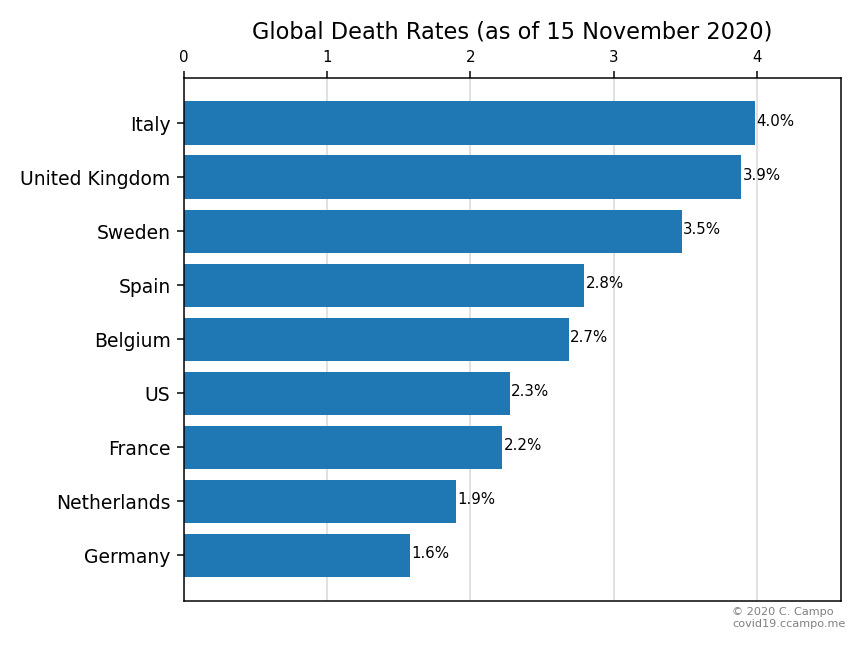 Global Death Rates (as of 15 November 2020)
0 1 2 3 4
Italy 4.0%
United Kingdom 3.9%
Sweden 3.5%
Spain 2.8%
Belgium 2.7%
US 2.3%
France 2.2%
Netherlands 1.9%
Germany 1.6%
© 2020 C. Campo
covid19.ccampo.me